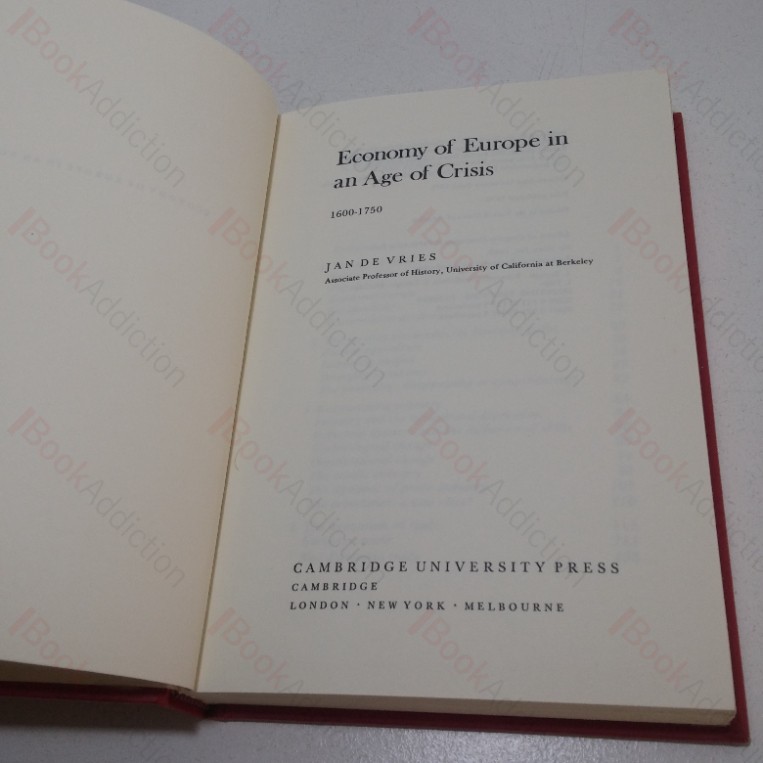 Economy of Europe in
an Age of Crisis
1600-1750
JAN DE VRIES
Associate Professor of History, University of California at Berkeley
CAMBRIDGE UNIVERSITY PRESS
CAMBRIDGE
LONDON · NEW YORK · MELBOURNE
BookAddiction